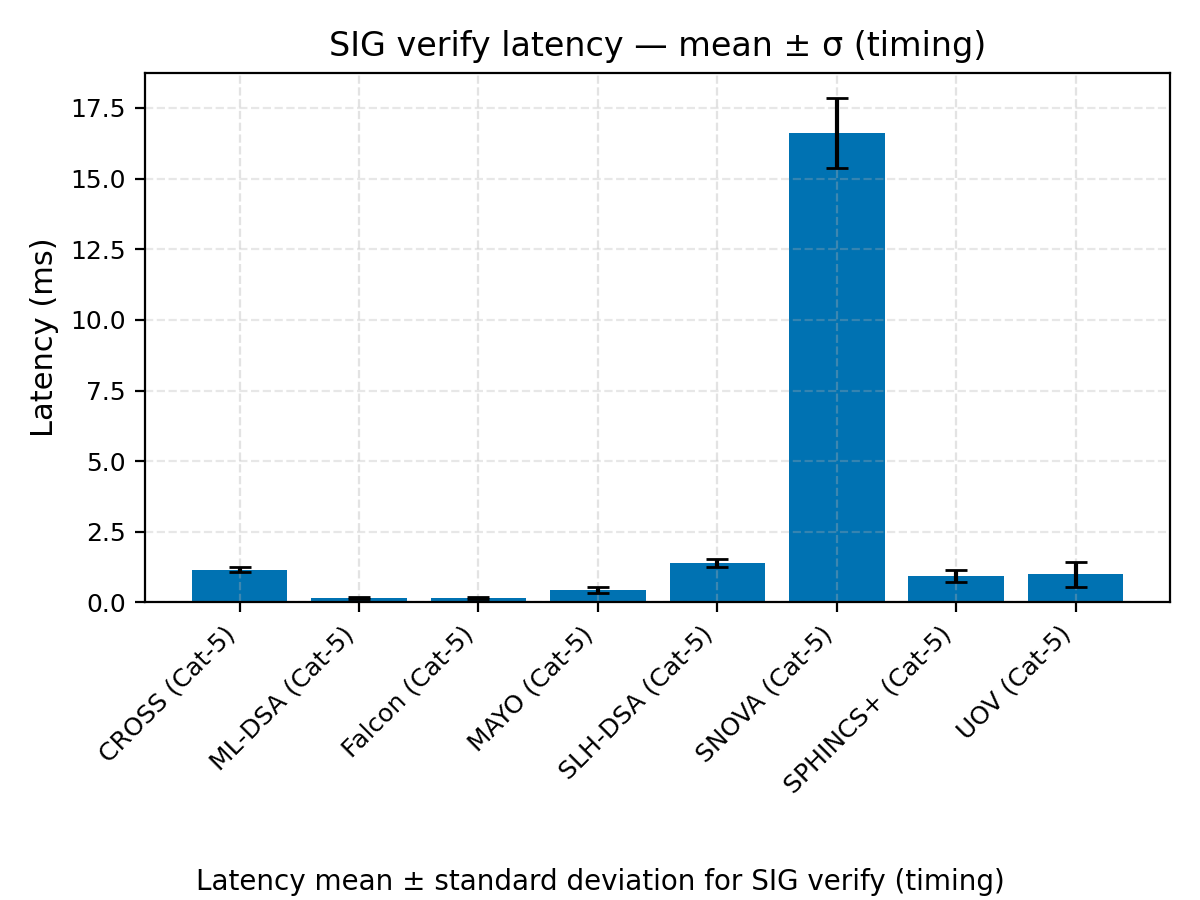 SIG verify latency — mean ± σ (timing)
Latency (ms)
17.5
15.0
12.5
10.0
7.5
5.0
2.5
0.0
CROSS (Cat-5)
ML-DSA (Cat-5)
Falcon (Cat-5)
MAYO (Cat-5)
SLH-DSA (Cat-5)
SNOVA (Cat-5)
SPHINCS+ (Cat-5)
UOV (Cat-5)
Latency mean ± standard deviation for SIG verify (timing)